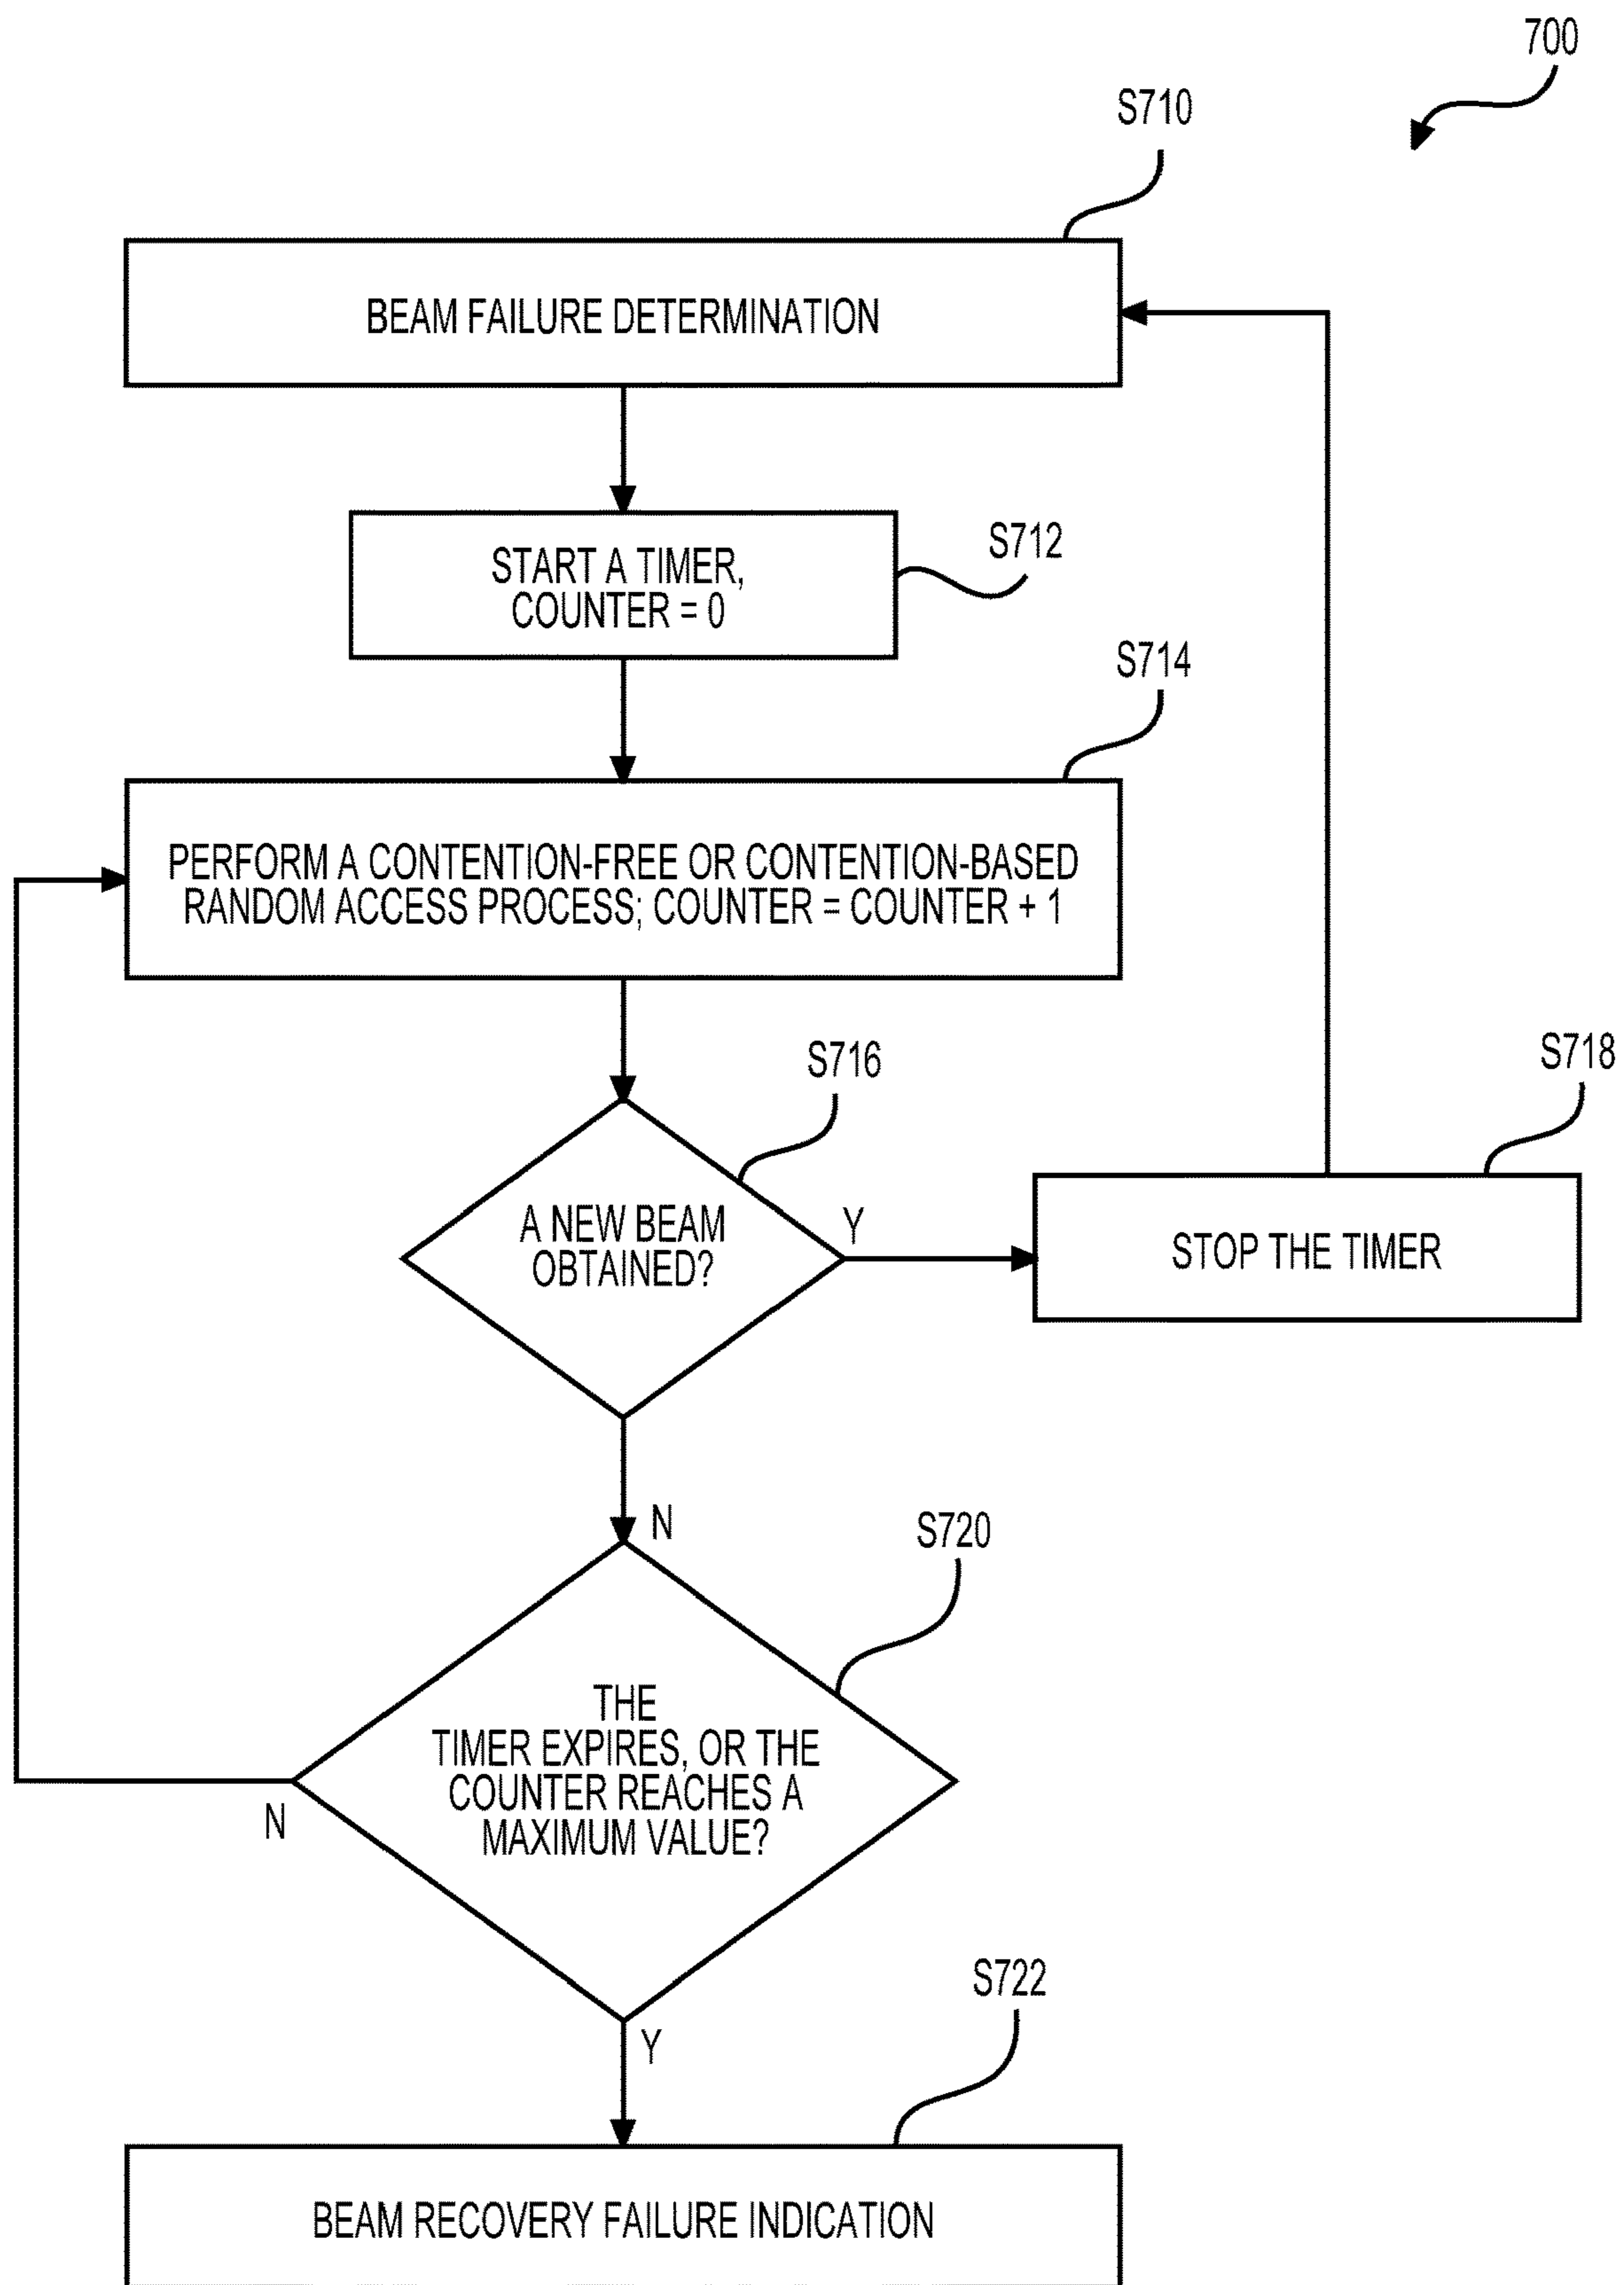 700
S710
BEAM FAILURE DETERMINATION
S712
START A TIMER,
COUNTER = 0
S714
PERFORM A CONTENTION-FREE OR CONTENTION-BASED
RANDOM ACCESS PROCESS; COUNTER = COUNTER + 1
S716
A NEW BEAM
OBTAINED?
Y
S718
STOP THE TIMER
N
S720
THE
TIMER EXPIRES, OR THE
COUNTER REACHES A
MAXIMUM VALUE?
N
Y
S722
BEAM RECOVERY FAILURE INDICATION